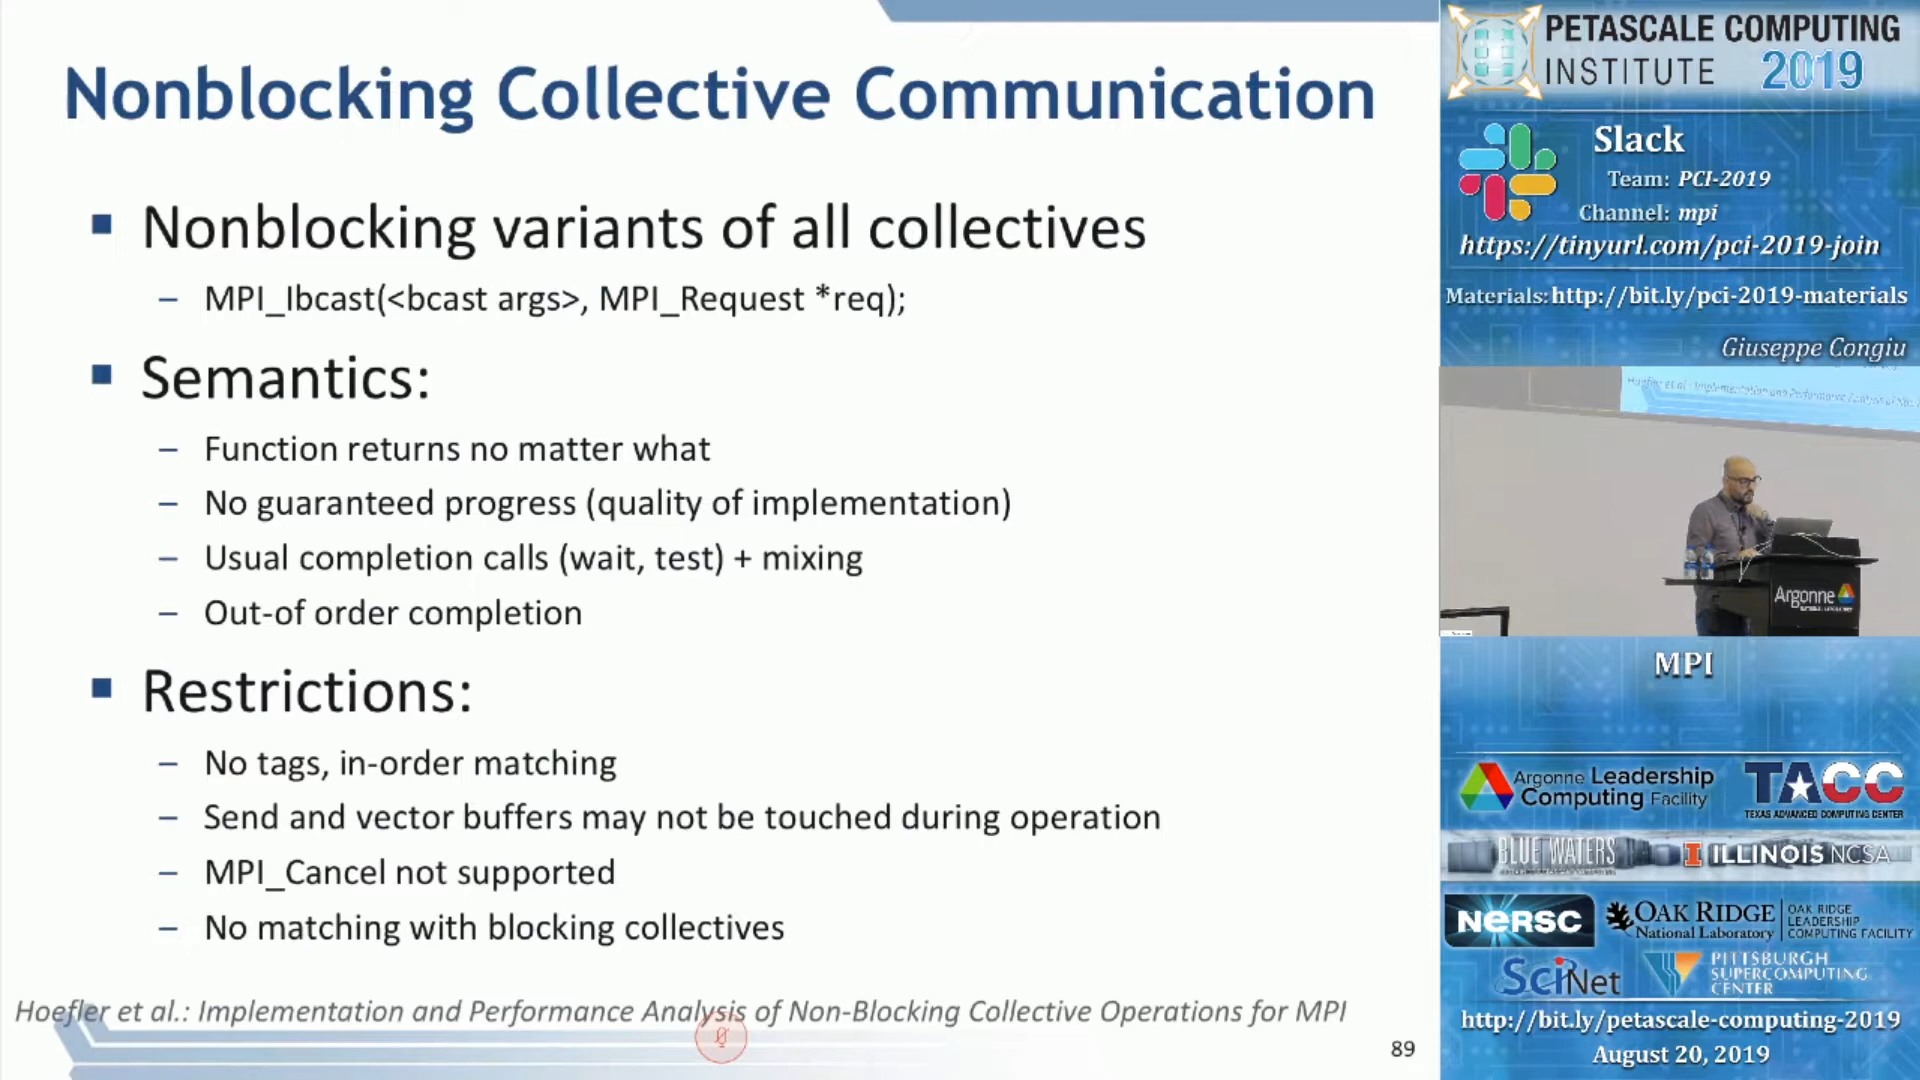 Nonblocking Collective Communication
Nonblocking variants of all collectives
– MPI_Ibcast(<bcast args>, MPI_Request *req);
Semantics:
– Function returns no matter what
– No guaranteed progress (quality of implementation)
– Usual completion calls (wait, test) + mixing
– Out-of order completion
Restrictions:
– No tags, in-order matching
– Send and vector buffers may not be touched during operation
– MPI_Cancel not supported
– No matching with blocking collectives
Hoefler et al.: Implementation and Performance Analysis of Non-Blocking Collective Operations for MPI
89
PETASCALE COMPUTING
INSTITUTE 2019
Slack
Team: PCI-2019
Channel: mpi
https://tinyurl.com/pci-2019-join
Materials: http://bit.ly/pci-2019-materials
Giuseppe Congiu
Argonne
MPI
Argonne Leadership
Computing Facility
TACC
TEXAS ADVANCED COMPUTING CENTER
BLUE WATERS
ILLINOIS NCSA
NERSC
OAK RIDGE
National Laboratory
OAK RIDGE
LEADERSHIP
COMPUTING FACILITY
SciNet
PITTSBURGH
SUPERCOMPUTING
CENTER
http://bit.ly/petascale-computing-2019
August 20, 2019